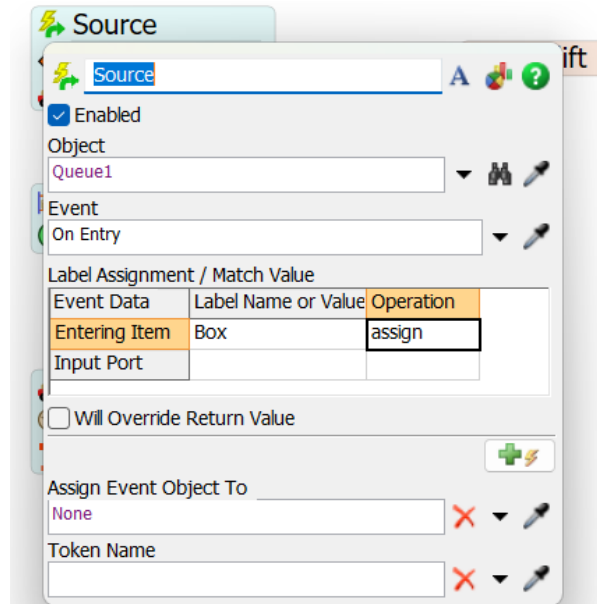 Source
ift
Source
A
Enabled
Object
Queue1
Event
On Entry
Label Assignment / Match Value
Event Data Label Name or Value Operation
Entering Item Box assign
Input Port
Will Override Return Value
Assign Event Object To
None
Token Name